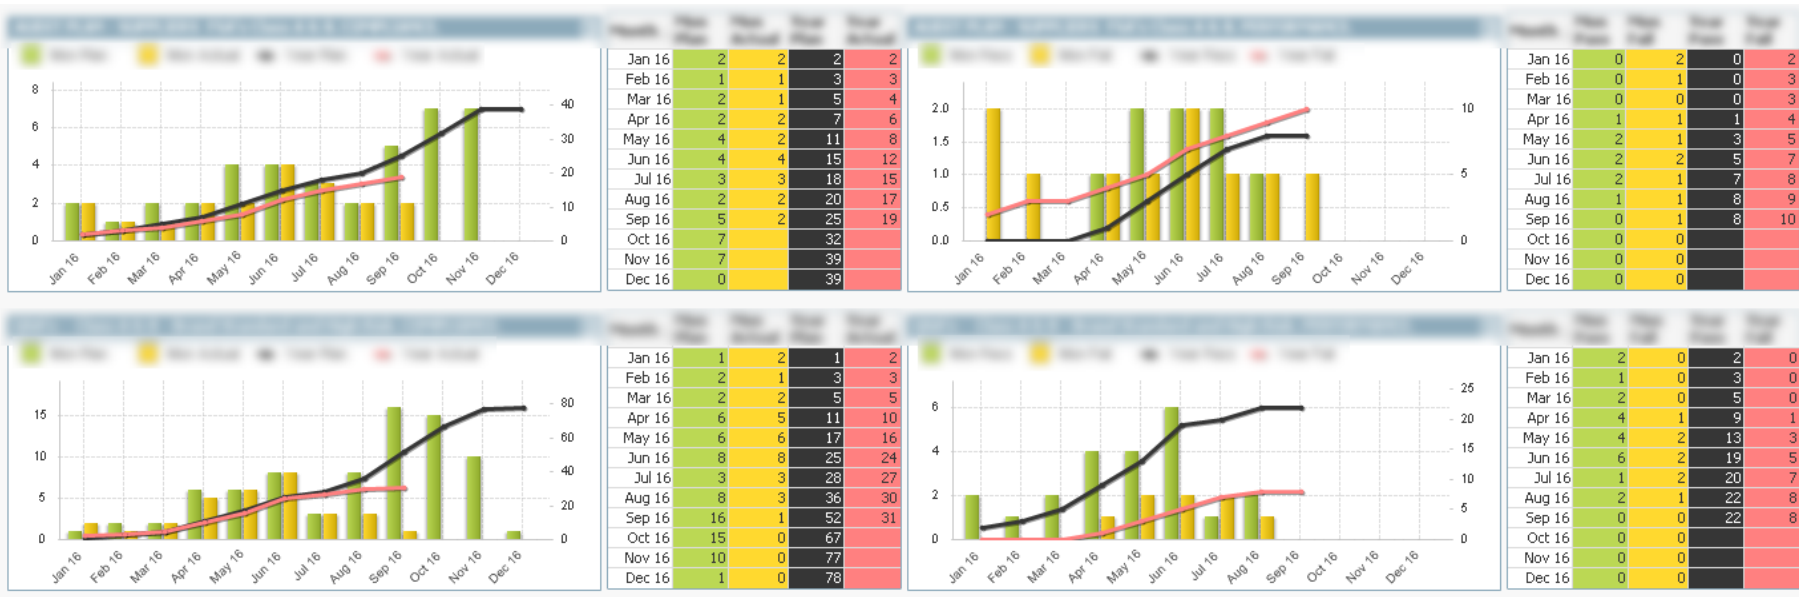 8
6
4
2
0
40
30
20
10
0
Jan 16
Feb 16
Mar 16
Apr 16
May 16
Jun 16
Jul 16
Aug 16
Sep 16
Oct 16
Nov 16
Dec 16
Jan 16 2 2 2 2
Feb 16 1 1 3 3
Mar 16 2 1 5 4
Apr 16 2 2 7 6
May 16 4 2 11 8
Jun 16 4 4 15 12
Jul 16 3 3 18 15
Aug 16 2 2 20 17
Sep 16 5 2 25 19
Oct 16 7 32
Nov 16 7 39
Dec 16 0 39
2.0
1.5
1.0
0.5
0.0
10
5
0
Jan 16
Feb 16
Mar 16
Apr 16
May 16
Jun 16
Jul 16
Aug 16
Sep 16
Oct 16
Nov 16
Dec 16
Jan 16 0 2 0 2
Feb 16 0 1 0 3
Mar 16 0 0 0 3
Apr 16 1 1 1 4
May 16 2 1 3 5
Jun 16 2 2 5 7
Jul 16 2 1 7 8
Aug 16 1 1 8 9
Sep 16 0 1 8 10
Oct 16 0 0
Nov 16 0 0
Dec 16 0 0
15
10
5
0
80
60
40
20
0
Jan 16
Feb 16
Mar 16
Apr 16
May 16
Jun 16
Jul 16
Aug 16
Sep 16
Oct 16
Nov 16
Dec 16
Jan 16 1 2 1 2
Feb 16 2 1 3 3
Mar 16 2 2 5 5
Apr 16 6 5 11 10
May 16 6 6 17 16
Jun 16 8 8 25 24
Jul 16 3 3 28 27
Aug 16 8 3 36 30
Sep 16 16 1 52 31
Oct 16 15 0 67
Nov 16 10 0 77
Dec 16 1 0 78
6
4
2
0
25
20
15
10
5
0
Jan 16
Feb 16
Mar 16
Apr 16
May 16
Jun 16
Jul 16
Aug 16
Sep 16
Oct 16
Nov 16
Dec 16
Jan 16 2 0 2 0
Feb 16 1 0 3 0
Mar 16 2 0 5 0
Apr 16 4 1 9 1
May 16 4 2 13 3
Jun 16 6 2 19 5
Jul 16 1 2 20 7
Aug 16 2 1 22 8
Sep 16 0 0 22 8
Oct 16 0 0
Nov 16 0 0
Dec 16 0 0